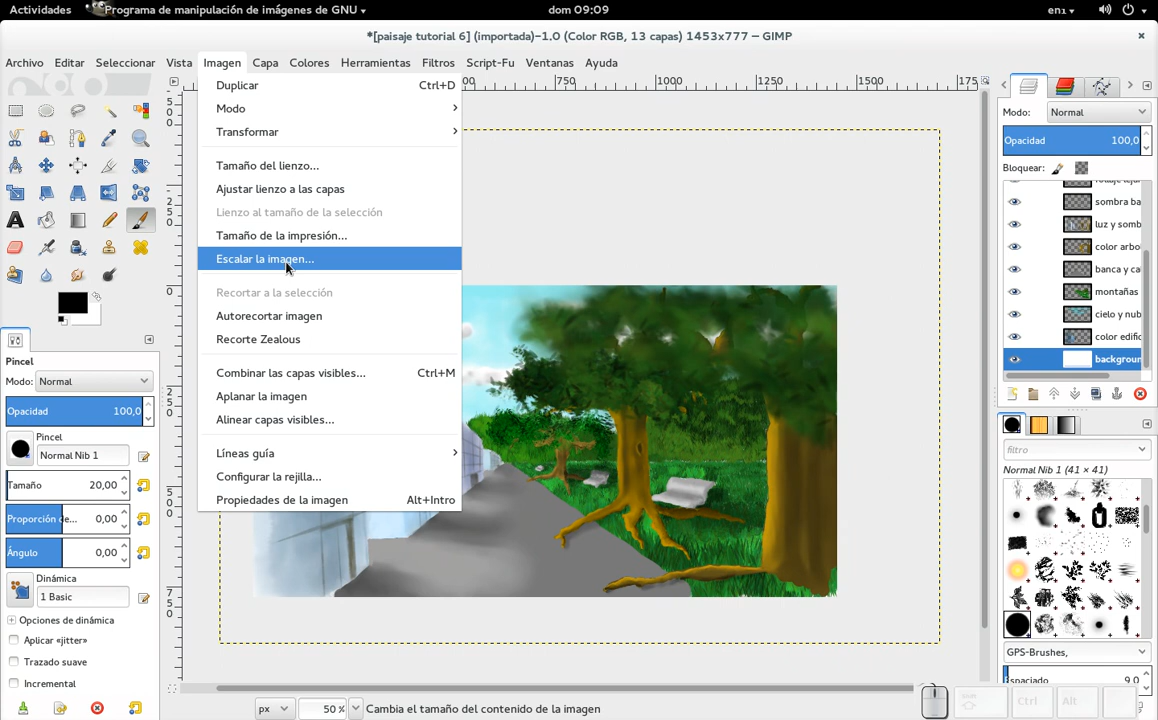 Actividades
Programa de manipulación de imágenes de GNU
dom 09:09
en1
*[paisaje tutorial 6] (importada)-1.0 (Color RGB, 13 capas) 1453x777 – GIMP
Archivo Editar Seleccionar Vista Imagen Capa Colores Herramientas Filtros Script-Fu Ventanas Ayuda
750 1000 1250 1500 175
Duplicar Ctrl+D
Modo
Transformar
Tamaño del lienzo...
Ajustar lienzo a las capas
Lienzo al tamaño de la selección
Tamaño de la impresión...
Escalar la imagen...
Recortar a la selección
Autorecortar imagen
Recorte Zealous
Combinar las capas visibles... Ctrl+M
Aplanar la imagen
Alinear capas visibles...
Líneas guía
Configurar la rejilla...
Propiedades de la imagen Alt+Intro
Pincel
Modo: Normal
Opacidad 100,0
Pincel
Normal Nib 1
Tamaño 20,00
Proporción de... 0,00
Ángulo 0,00
Dinámica
1 Basic
Opciones de dinámica
Aplicar «jitter»
Trazado suave
Incremental
Modo: Normal
Opacidad 100,0
Bloquear:
sombra ba
luz y somb
color arbo
banca y ca
montañas
cielo y nub
color edific
backgroun
filtro
Normal Nib 1 (41 × 41)
GPS-Brushes,
Espaciado 9,0
px 50 % Cambia el tamaño del contenido de la imagen
Ctrl Alt